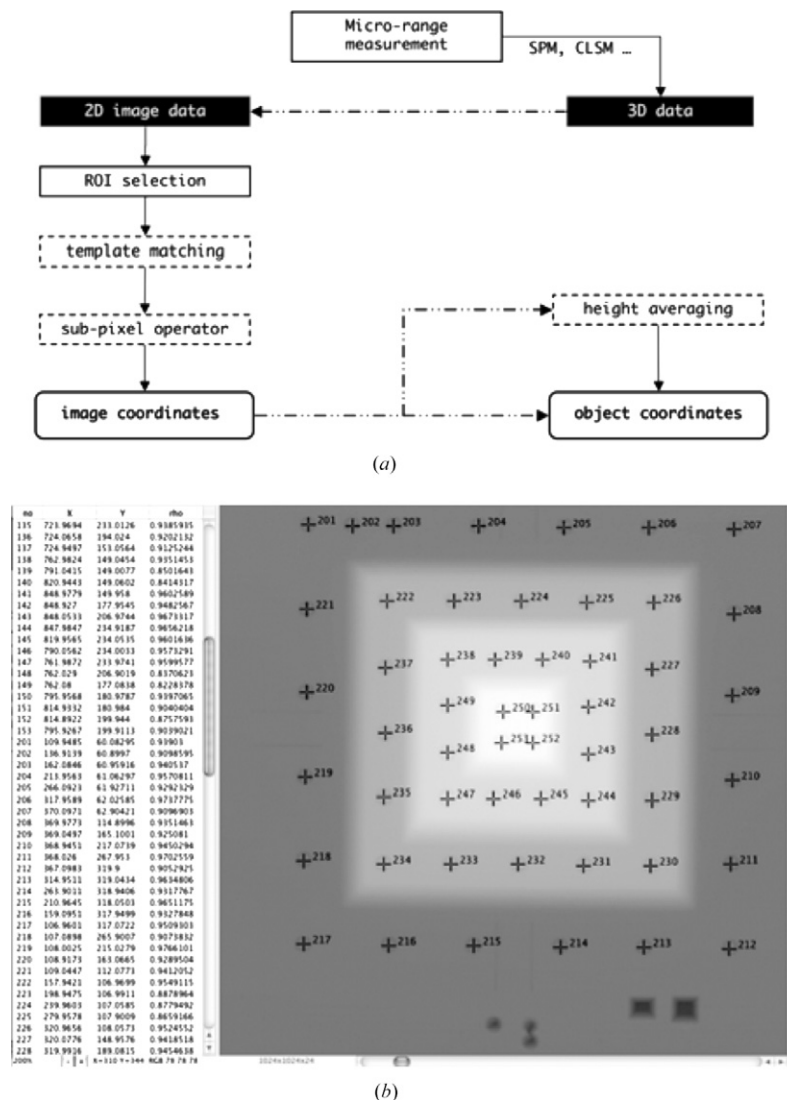 Micro-range
measurement
SPM, CLSM …
2D image data
3D data
ROI selection
template matching
sub-pixel operator
height averaging
image coordinates
object coordinates
(a)
no X Y rho
135 723.9694 233.0126 0.9385935
136 724.0658 194.024 0.9202132
137 724.9497 153.0564 0.9125244
138 762.9824 149.0454 0.9351453
139 791.0415 149.0077 0.8501643
140 820.9443 149.0602 0.8414317
141 848.9779 149.958 0.9602589
142 848.927 177.9545 0.9482567
143 848.0533 206.9744 0.9673317
144 847.9847 234.9187 0.9656218
145 819.9565 234.0535 0.9601636
146 790.0562 234.0033 0.9573291
147 761.9872 233.9741 0.9599577
148 762.029 206.9019 0.8370623
149 762.08 177.0838 0.8228378
150 795.9568 180.9787 0.9397065
151 814.9332 180.984 0.9040404
152 814.8922 199.944 0.8757593
153 795.9267 199.9113 0.9039021
201 109.9485 60.08295 0.93903
202 136.9139 60.8997 0.9098595
203 162.0846 60.95916 0.940537
204 213.9563 61.06297 0.9570811
205 266.0923 61.92711 0.9292329
206 317.9589 62.02585 0.9737775
207 370.0971 62.90421 0.9096903
208 369.9773 114.8996 0.9351463
209 369.0497 165.1001 0.925081
210 368.9451 217.0739 0.9450294
211 368.026 267.953 0.9702559
212 367.0983 319.9 0.9052925
213 314.9511 319.0434 0.9634806
214 263.9011 318.9406 0.9317767
215 210.9645 318.0503 0.9651175
216 159.0951 317.9499 0.9327848
217 106.9601 317.0722 0.9509303
218 107.0898 265.9007 0.9073832
219 108.0025 215.0279 0.9766101
220 108.9173 163.0665 0.9289504
221 109.0447 112.0773 0.9412052
222 157.9421 106.9699 0.9549115
223 198.9475 106.9911 0.8878964
224 239.9603 107.0585 0.8779492
225 279.9578 107.9009 0.8659166
226 320.9656 108.0573 0.9524552
227 320.0776 148.9576 0.9418518
228 319.9916 189.0815 0.9454638
200% - + X=310 Y=344 RGB 78 78 78 1024x1024x24
201 202 203 204 205 206 207
221 222 223 224 225 226 208
237 238 239 240 241 227
220 249 250 251 242 209
236 248 253 252 243 228
219 235 247 246 245 244 229 210
218 234 233 232 231 230 211
217 216 215 214 213 212
(b)